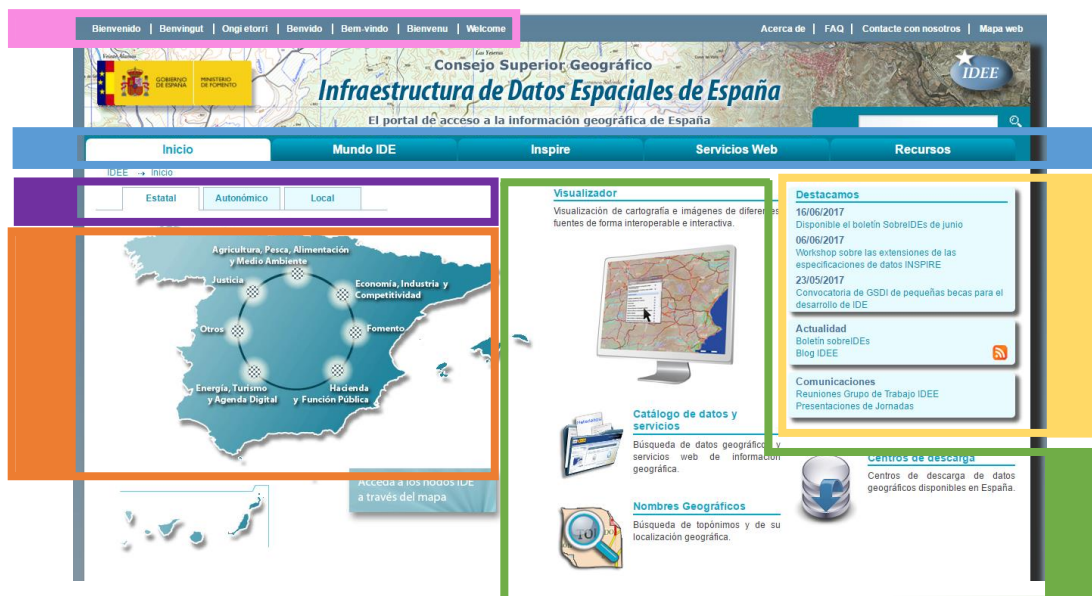 Bienvenido | Benvingut | Ongi etorri | Benvido | Bem-vindo | Bienvenu | Welcome
Acerca de | FAQ | Contacte con nosotros | Mapa web
GOBIERNO DE ESPAÑA
MINISTERIO DE FOMENTO
Consejo Superior Geográfico
Infraestructura de Datos Espaciales de España
El portal de acceso a la información geográfica de España
IDEE
Inicio
Mundo IDE
Inspire
Servicios Web
Recursos
IDEE → Inicio
Estatal
Autonómico
Local
Agricultura, Pesca, Alimentación
y Medio Ambiente
Justicia
Economía, Industria y
Competitividad
Otros
Fomento
Energía, Turismo
y Agenda Digital
Hacienda
y Función Pública
Acceda a los nodos IDE
a través del mapa
Visualizador
Visualización de cartografía e imágenes de diferentes
fuentes de forma interoperable e interactiva.
Catálogo de datos y
servicios
Búsqueda de datos geográficos y
servicios web de información
geográfica.
Nombres Geográficos
Búsqueda de topónimos y de su
localización geográfica.
Destacamos
16/06/2017
Disponible el boletín SobreIDEs de junio
06/06/2017
Workshop sobre las extensiones de las
especificaciones de datos INSPIRE
23/05/2017
Convocatoria de GSDI de pequeñas becas para el
desarrollo de IDE
Actualidad
Boletín sobreIDEs
Blog IDEE
Comunicaciones
Reuniones Grupo de Trabajo IDEE
Presentaciones de Jornadas
Centros de descarga
Centros de descarga de datos
geográficos disponibles en España.